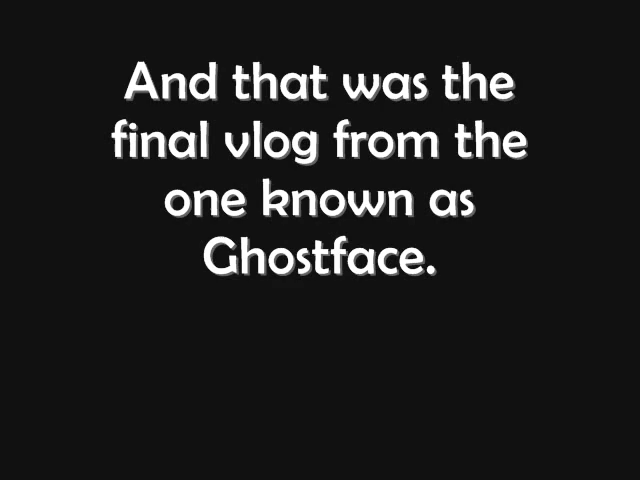 And that was the
final vlog from the
one known as
Ghostface.